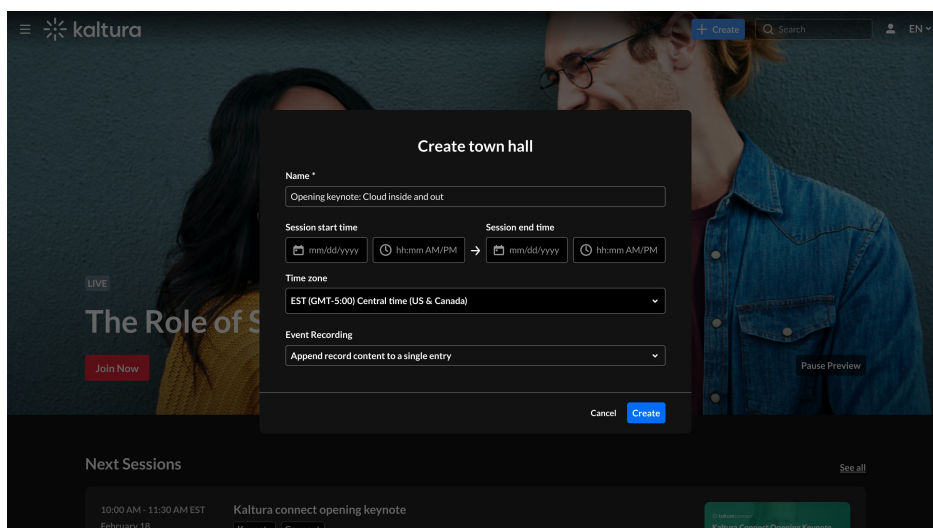 kaltura
+ Create
Search
EN
Create town hall
Name *
Opening keynote: Cloud inside and out
Session start time
Session end time
mm/dd/yyyy
hh:mm AM/PM
mm/dd/yyyy
hh:mm AM/PM
Time zone
EST (GMT-5:00) Central time (US & Canada)
Event Recording
Append record content to a single entry
Cancel
Create
LIVE
The Role of S
Join Now
Pause Preview
Next Sessions
See all
10:00 AM - 11:30 AM EST
Kaltura connect opening keynote
February 18
Kaltura Connect Opening Keynote